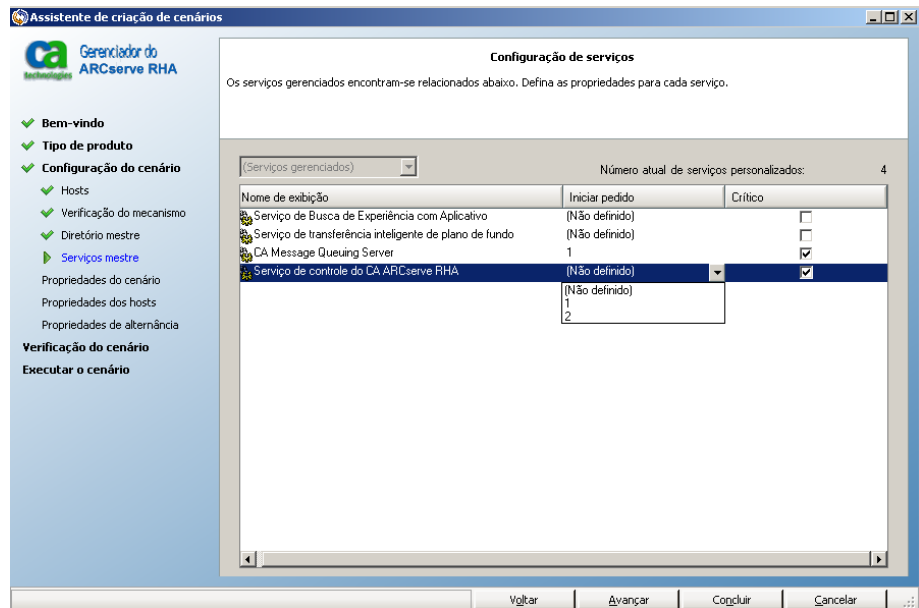 Assistente de criação de cenários
ca
technologies
Gerenciador do
ARCserve RHA
Bem-vindo
Tipo de produto
Configuração do cenário
Hosts
Verificação do mecanismo
Diretório mestre
Serviços mestre
Propriedades do cenário
Propriedades dos hosts
Propriedades de alternância
Verificação do cenário
Executar o cenário
Configuração de serviços
Os serviços gerenciados encontram-se relacionados abaixo. Defina as propriedades para cada serviço.
(Serviços gerenciados) Número atual de serviços personalizados: 4
Nome de exibição Iniciar pedido Crítico
Serviço de Busca de Experiência com Aplicativo (Não definido)
Serviço de transferência inteligente de plano de fundo (Não definido)
CA Message Queuing Server 1
Serviço de controle do CA ARCserve RHA (Não definido)
(Não definido)
1
2
Voltar Avançar Concluir Cancelar